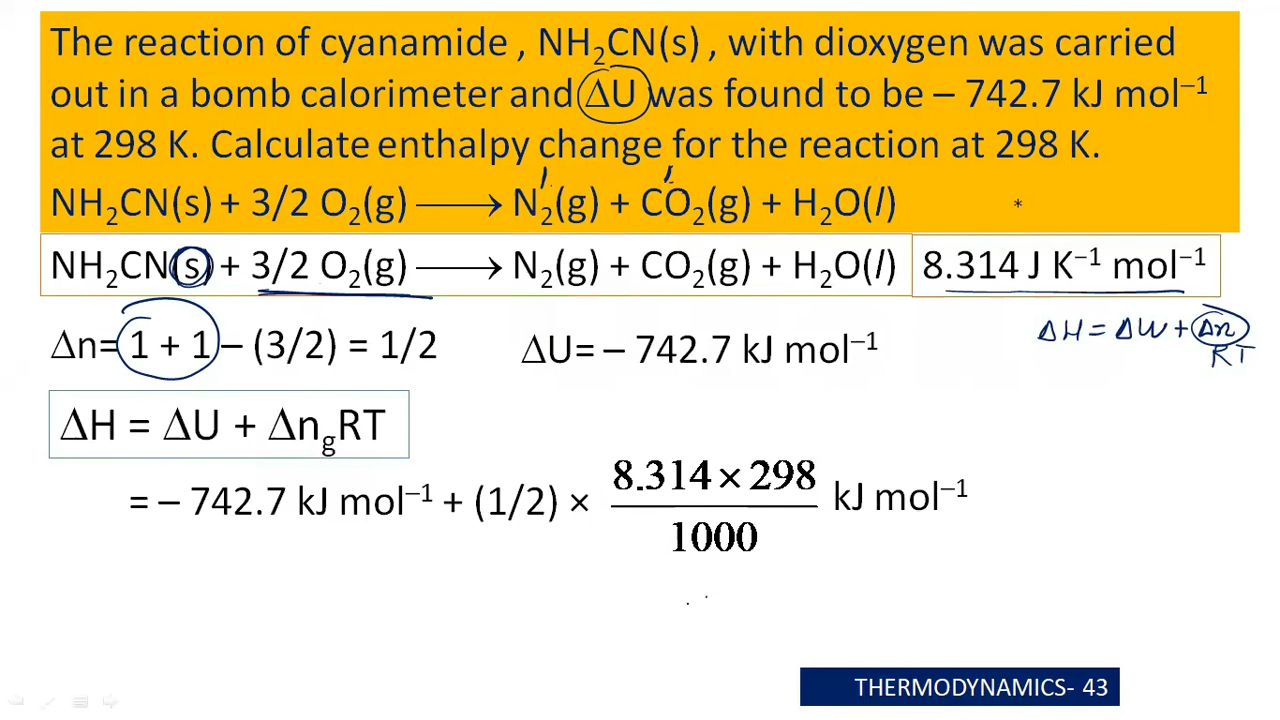 The reaction of cyanamide , NH₂CN(s) , with dioxygen was carried
out in a bomb calorimeter and ΔU was found to be – 742.7 kJ mol⁻¹
at 298 K. Calculate enthalpy change for the reaction at 298 K.
NH₂CN(s) + 3/2 O₂(g) ⟶ N₂(g) + CO₂(g) + H₂O(l) *
NH₂CN(s) + 3/2 O₂(g) ⟶ N₂(g) + CO₂(g) + H₂O(l) 8.314 J K⁻¹ mol⁻¹
Δn= 1 + 1 – (3/2) = 1/2 ΔU= – 742.7 kJ mol⁻¹
ΔH = ΔU + Δn
RT
ΔH = ΔU + Δn_gRT
= – 742.7 kJ mol⁻¹ + (1/2) × 8.314 × 298 / 1000 kJ mol⁻¹
THERMODYNAMICS- 43